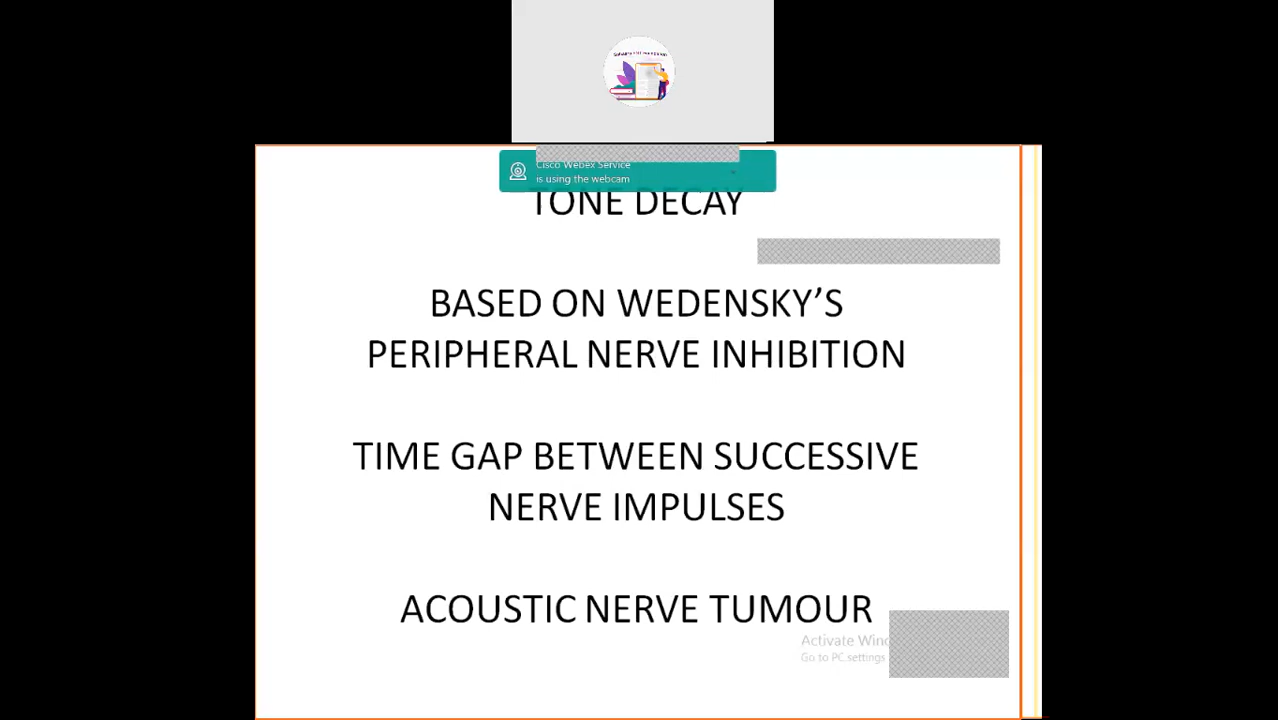 Cisco Webex Service
is using the webcam
TONE DECAY
BASED ON WEDENSKY’S
PERIPHERAL NERVE INHIBITION
TIME GAP BETWEEN SUCCESSIVE
NERVE IMPULSES
ACOUSTIC NERVE TUMOUR
Activate
Go to PC settings